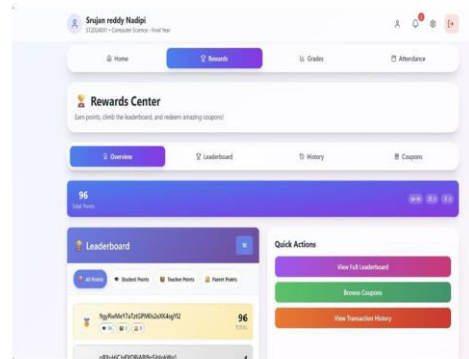 Srujan reddy Nadipi
Computer Science • Final Year
Home
Rewards
Grades
Attendance
Rewards Center
Earn points, climb the leaderboard, and redeem amazing coupons!
Overview
Leaderboard
History
Coupons
96
Total Points
Leaderboard
All Points
Student Points
Teacher Points
Parent Points
96
TOTAL
Quick Actions
View Full Leaderboard
Browse Coupons
View Transaction History